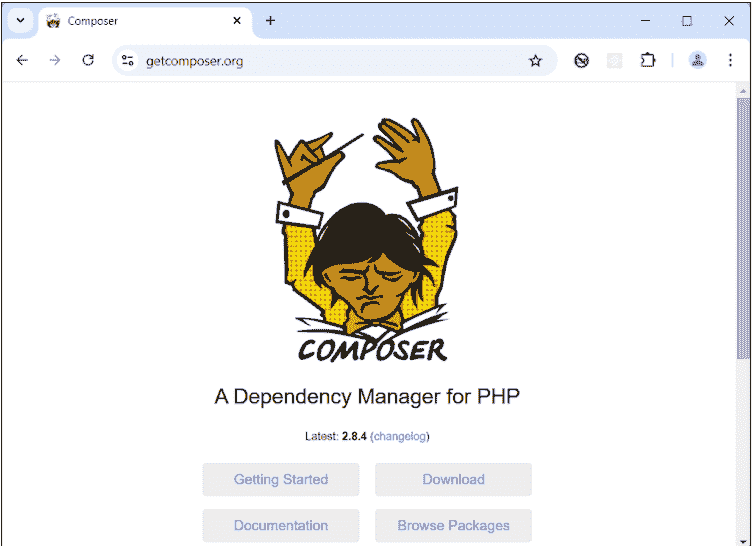 Composer
getcomposer.org
COMPOSER
A Dependency Manager for PHP
Latest: 2.8.4 (changelog)
Getting Started Download
Documentation Browse Packages